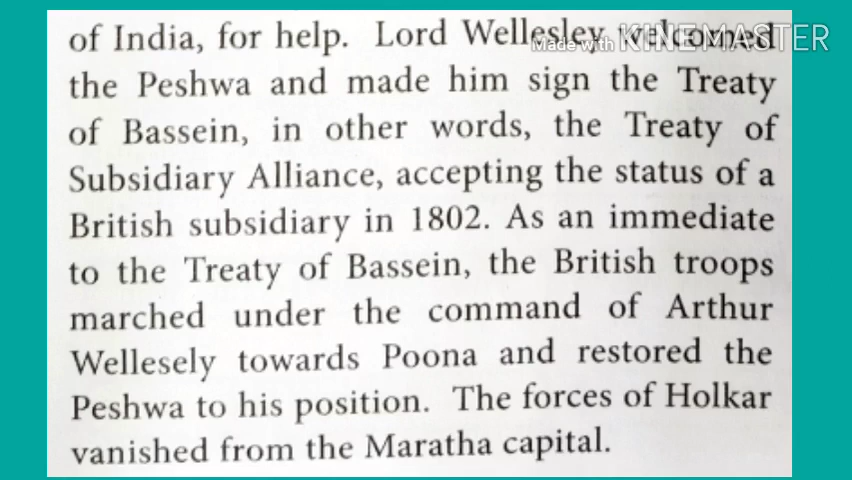 of India, for help. Lord Wellesley welcomed
Made with KINEMASTER
the Peshwa and made him sign the Treaty
of Bassein, in other words, the Treaty of
Subsidiary Alliance, accepting the status of a
British subsidiary in 1802. As an immediate
to the Treaty of Bassein, the British troops
marched under the command of Arthur
Wellesely towards Poona and restored the
Peshwa to his position. The forces of Holkar
vanished from the Maratha capital.